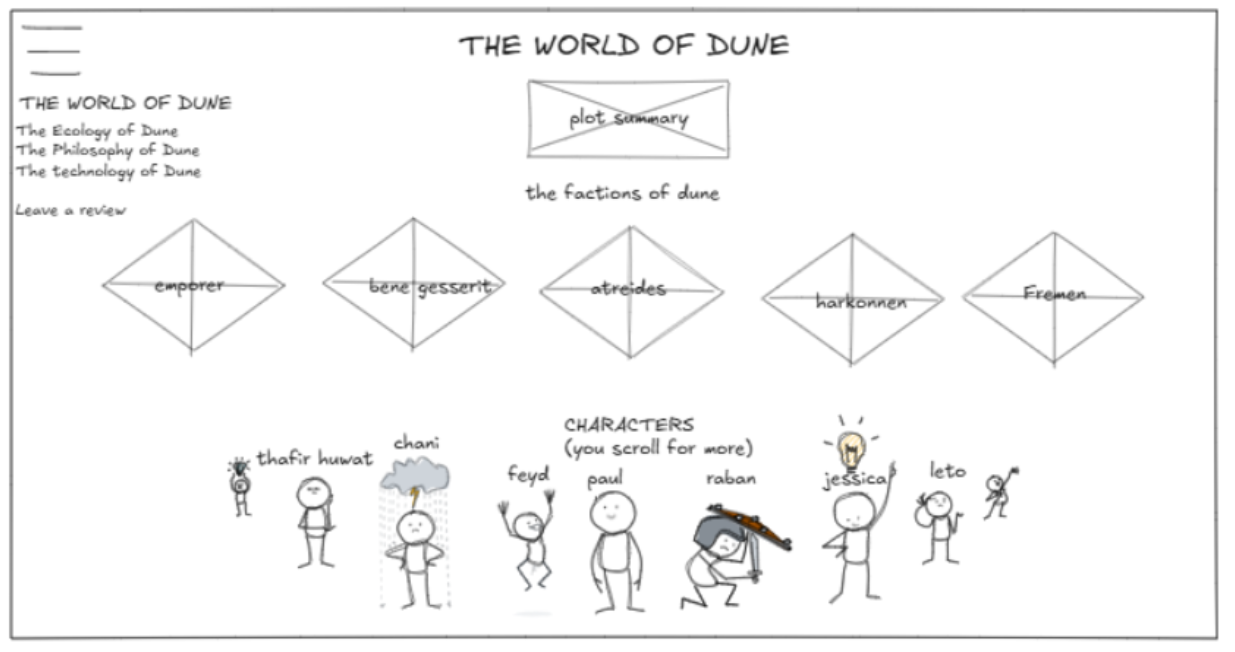 THE WORLD OF DUNE
THE WORLD OF DUNE
The Ecology of Dune
The Philosophy of Dune
The technology of Dune
Leave a review
plot summary
the factions of dune
emporer
bene gesserit
atreides
harkonnen
Fremen
CHARACTERS
(you scroll for more)
thafir huwat
chani
feyd
paul
raban
jessica
leto